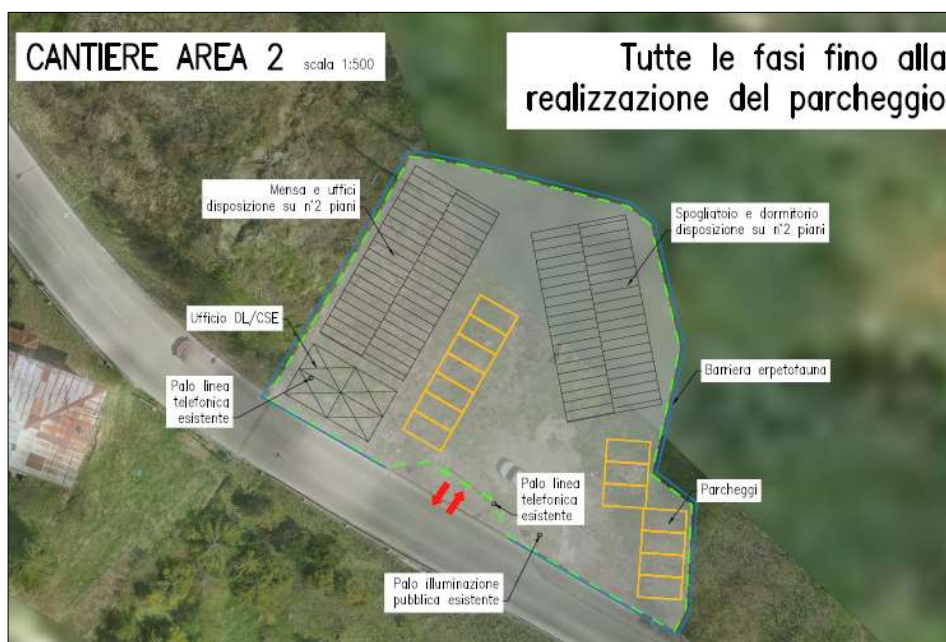 CANTIERE AREA 2 scala 1:500
Tutte le fasi fino alla
realizzazione del parcheggio
Mensa e uffici
disposizione su n°2 piani
Spogliatoio e dormitorio
disposizione su n°2 piani
Ufficio DL/CSE
Palo linea
telefonica
esistente
Barriera erpetofauna
Palo linea
telefonica
esistente
Parcheggi
Palo illuminazione
pubblica esistente